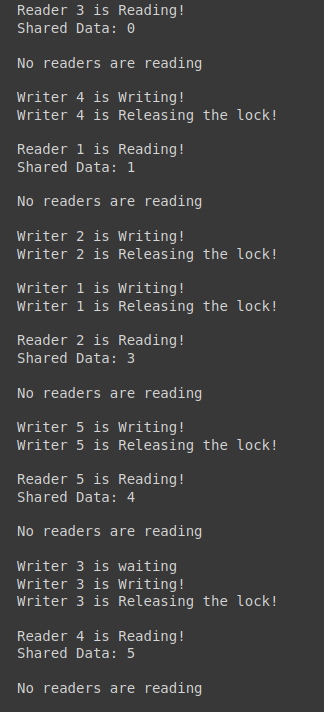 Reader 3 is Reading!
Shared Data: 0
No readers are reading
Writer 4 is Writing!
Writer 4 is Releasing the lock!
Reader 1 is Reading!
Shared Data: 1
No readers are reading
Writer 2 is Writing!
Writer 2 is Releasing the lock!
Writer 1 is Writing!
Writer 1 is Releasing the lock!
Reader 2 is Reading!
Shared Data: 3
No readers are reading
Writer 5 is Writing!
Writer 5 is Releasing the lock!
Reader 5 is Reading!
Shared Data: 4
No readers are reading
Writer 3 is waiting
Writer 3 is Writing!
Writer 3 is Releasing the lock!
Reader 4 is Reading!
Shared Data: 5
No readers are reading